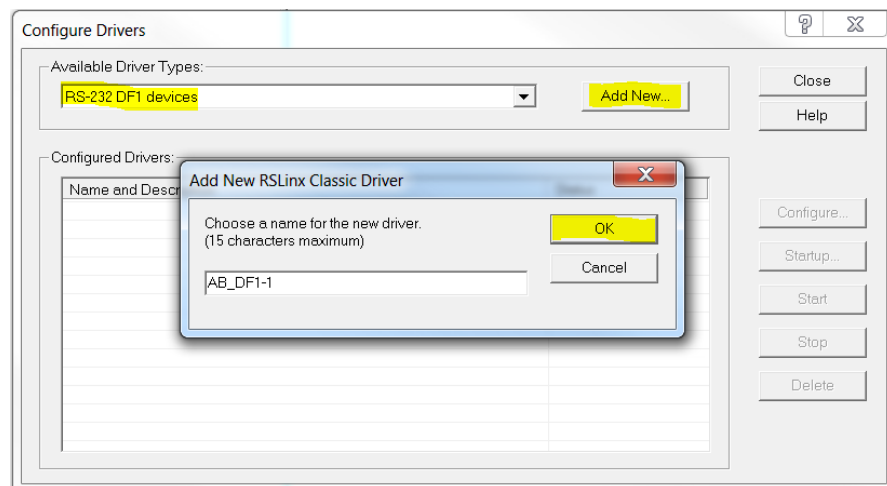 Configure Drivers
Available Driver Types:
RS-232 DF1 devices
Add New...
Close
Help
Configured Drivers:
Name and Descr
Status
Add New RSLinx Classic Driver
Choose a name for the new driver.
(15 characters maximum)
OK
Cancel
AB_DF1-1
Configure...
Startup...
Start
Stop
Delete